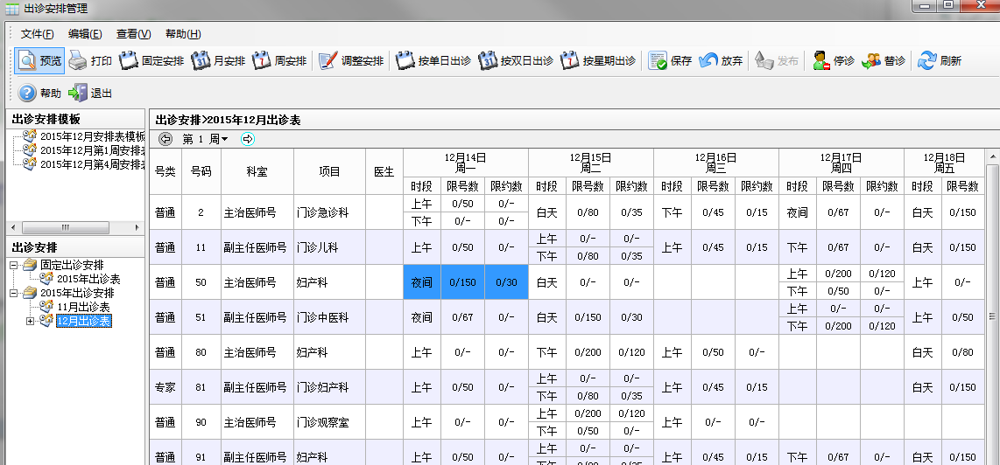 出诊安排管理
文件(F) 编辑(E) 查看(V) 帮助(H)
预览 打印 固定安排 月安排 周安排 调整安排 按单日出诊 按双日出诊 按星期出诊 保存 放弃 发布 停诊 替诊 刷新
帮助 退出
出诊安排模板
2015年12月安排表模板
2015年12月第1周安排
2015年12月第4周安排
出诊安排
固定出诊安排
2015年出诊表
2015年出诊安排
11月出诊表
12月出诊表
出诊安排>2015年12月出诊表
第 1 周
12月14日 12月15日 12月16日 12月17日 12月18日
号类 号码 科室 项目 医生 周一 周二 周三 周四 周五
时段 限号数 限约数 时段 限号数 限约数 时段 限号数 限约数 时段 限号数 限约数 时段 限号数
上午 0/50 0/-
普通 2 主治医师号 门诊急诊科 白天 0/80 0/35 下午 0/45 0/15 夜间 0/67 0/- 白天 0/150
下午 0/- 0/-
上午 0/- 0/-
普通 11 副主任医师号 门诊儿科 上午 0/50 0/- 上午 0/45 0/15 下午 0/67 0/- 白天 0/150
下午 0/80 0/35
上午 0/200 0/120
普通 50 主治医师号 妇产科 夜间 0/150 0/30 白天 0/- 0/- 上午 0/-
下午 0/50 0/-
上午 0/- 0/-
普通 51 副主任医师号 门诊中医科 夜间 0/67 0/- 白天 0/150 0/30 上午 0/50
下午 0/200 0/120
普通 80 主治医师号 妇产科 上午 0/- 0/- 下午 0/200 0/120 上午 0/50 0/- 白天 0/80
上午 0/- 0/-
专家 81 副主任医师号 门诊妇产科 上午 0/50 0/- 上午 0/45 0/15 白天 0/150
下午 0/80 0/35
上午 0/200 0/120
普通 90 主治医师号 门诊观察室 上午 0/- 0/- 上午 0/- 0/-
下午 0/50 0/-
上午 0/- 0/-
普通 91 副主任医师号 妇产科 上午 0/50 0/- 上午 0/45 0/15 下午 0/67 0/- 白天 0/150